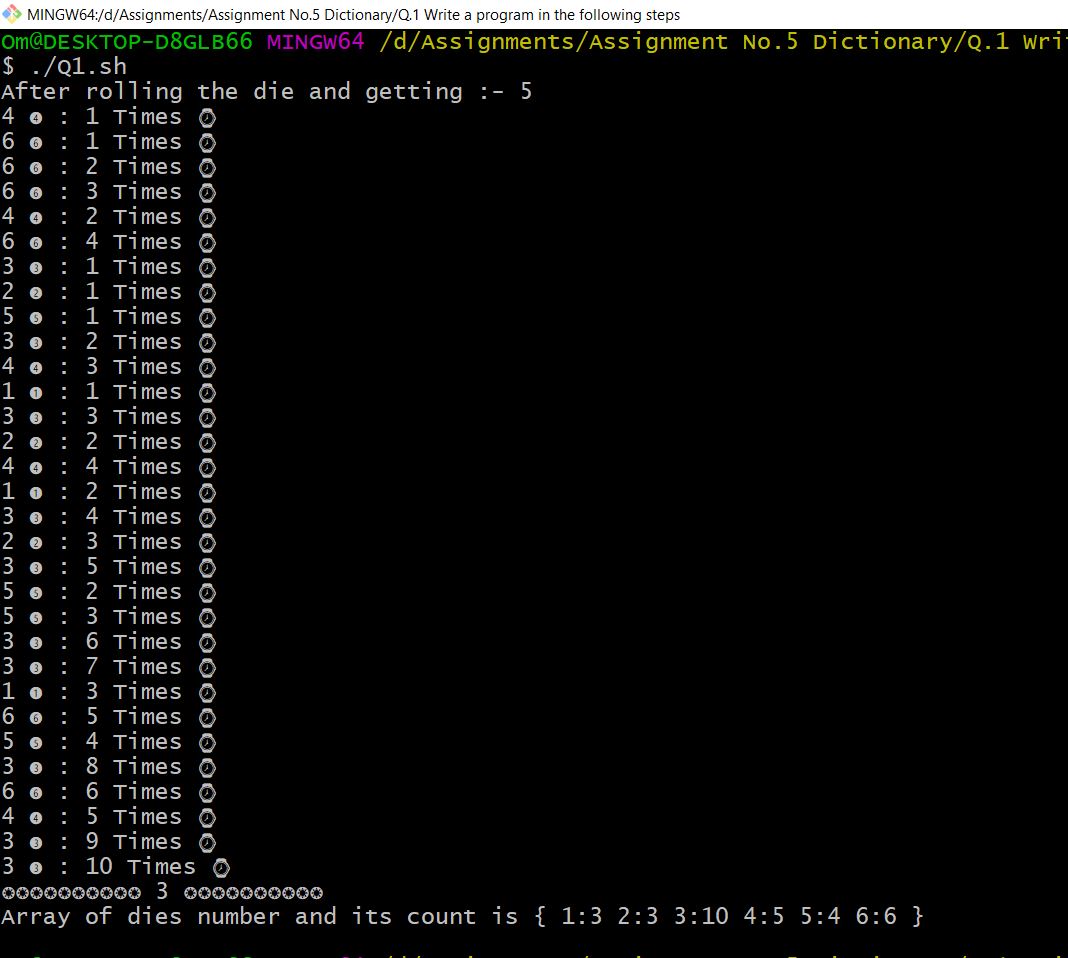 MINGW64:/d/Assignments/Assignment No.5 Dictionary/Q.1 Write a program in the following steps
Om@DESKTOP-D8GLB66 MINGW64 /d/Assignments/Assignment No.5 Dictionary/Q.1 Wri
$ ./Q1.sh
After rolling the die and getting :- 5
4 ❹ : 1 Times ⌚
6 ❻ : 1 Times ⌚
6 ❻ : 2 Times ⌚
6 ❻ : 3 Times ⌚
4 ❹ : 2 Times ⌚
6 ❻ : 4 Times ⌚
3 ❸ : 1 Times ⌚
2 ❷ : 1 Times ⌚
5 ❺ : 1 Times ⌚
3 ❸ : 2 Times ⌚
4 ❹ : 3 Times ⌚
1 ❶ : 1 Times ⌚
3 ❸ : 3 Times ⌚
2 ❷ : 2 Times ⌚
4 ❹ : 4 Times ⌚
1 ❶ : 2 Times ⌚
3 ❸ : 4 Times ⌚
2 ❷ : 3 Times ⌚
3 ❸ : 5 Times ⌚
5 ❺ : 2 Times ⌚
5 ❺ : 3 Times ⌚
3 ❸ : 6 Times ⌚
3 ❸ : 7 Times ⌚
1 ❶ : 3 Times ⌚
6 ❻ : 5 Times ⌚
5 ❺ : 4 Times ⌚
3 ❸ : 8 Times ⌚
6 ❻ : 6 Times ⌚
4 ❹ : 5 Times ⌚
3 ❸ : 9 Times ⌚
3 ❸ : 10 Times ⌚
❊❊❊❊❊❊❊❊❊❊ 3 ❊❊❊❊❊❊❊❊❊❊
Array of dies number and its count is { 1:3 2:3 3:10 4:5 5:4 6:6 }